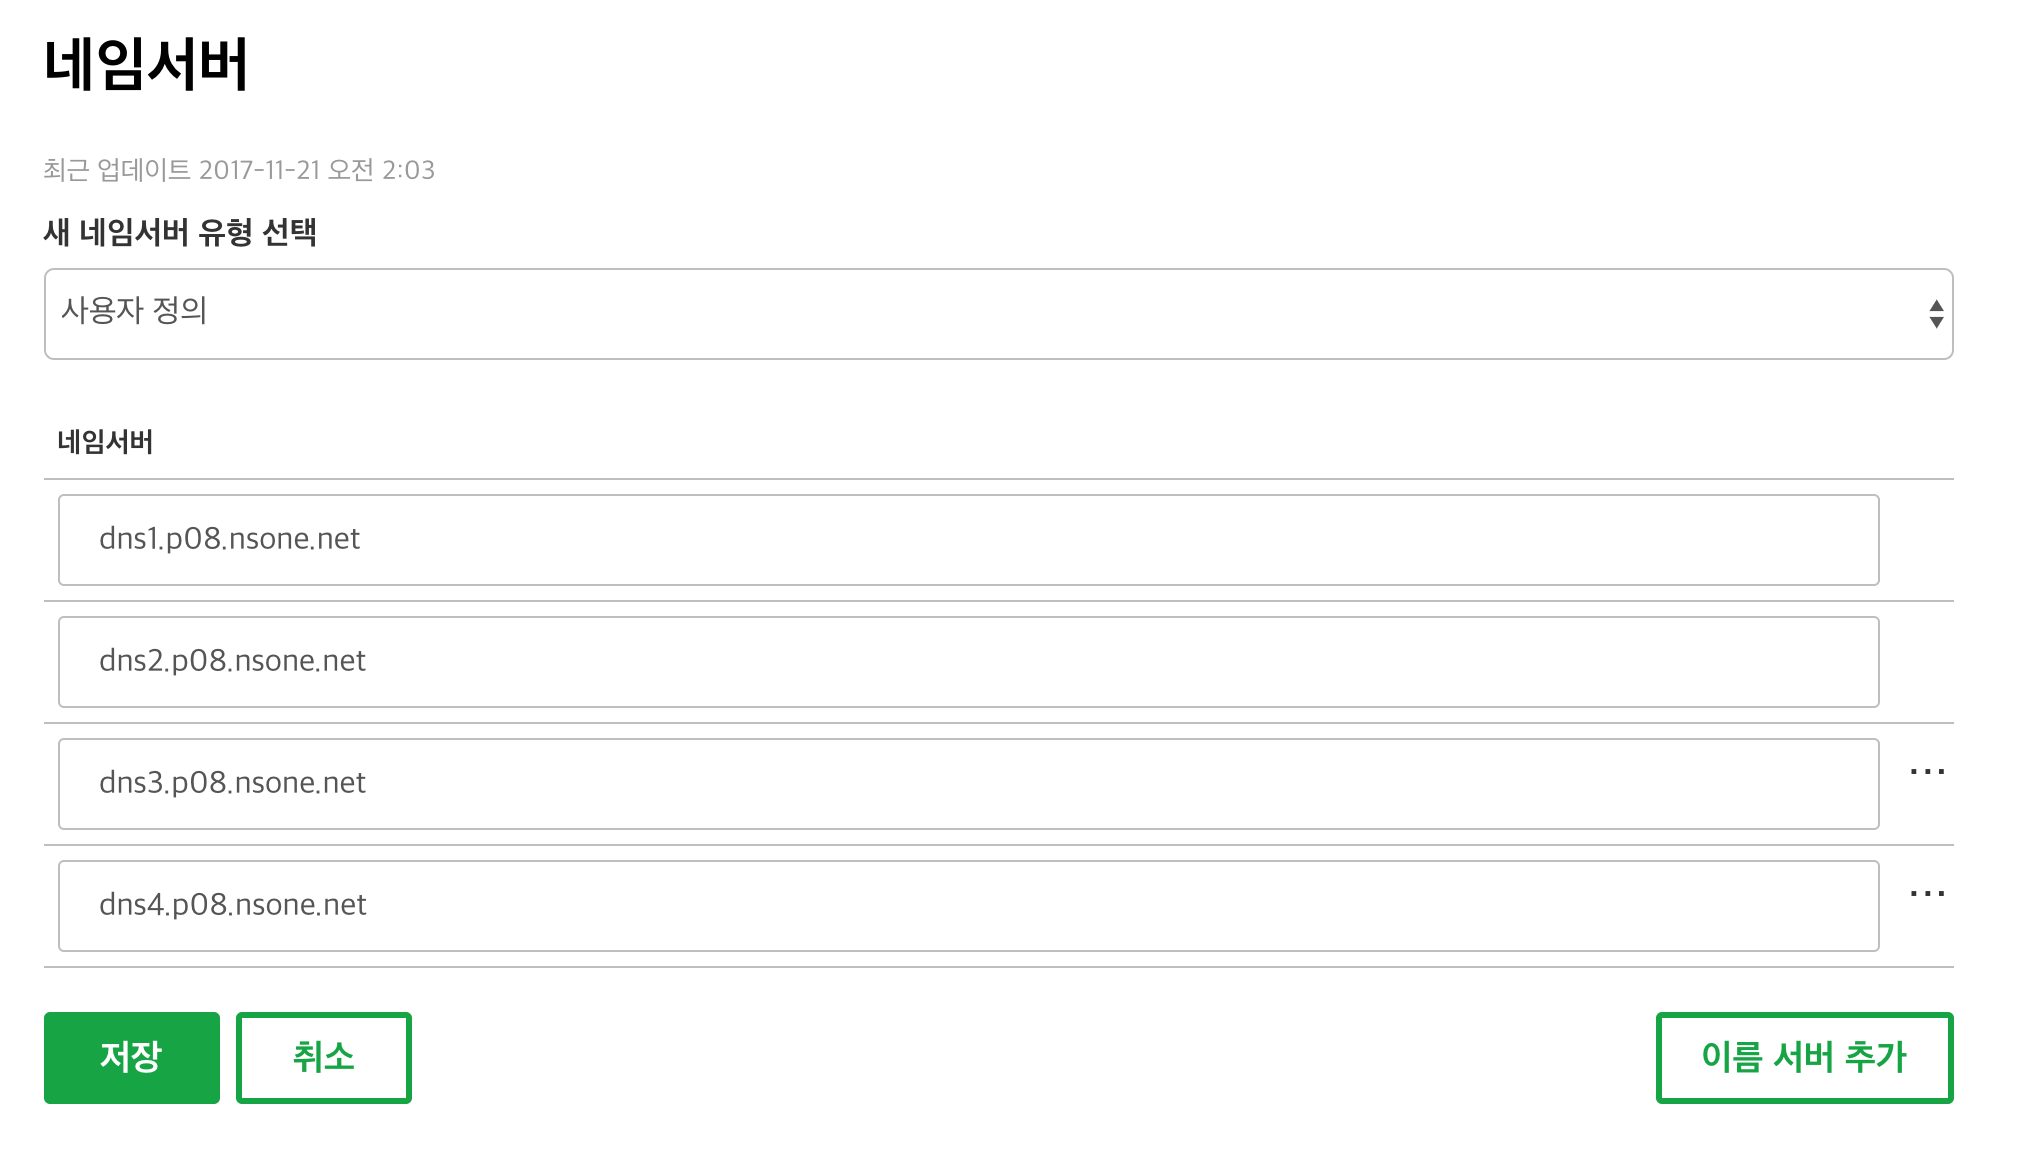 네임서버
최근 업데이트 2017-11-21 오전 2:03
새 네임서버 유형 선택
사용자 정의
네임서버
dns1.p08.nsone.net
dns2.p08.nsone.net
dns3.p08.nsone.net
...
dns4.p08.nsone.net
...
저장 취소 이름 서버 추가